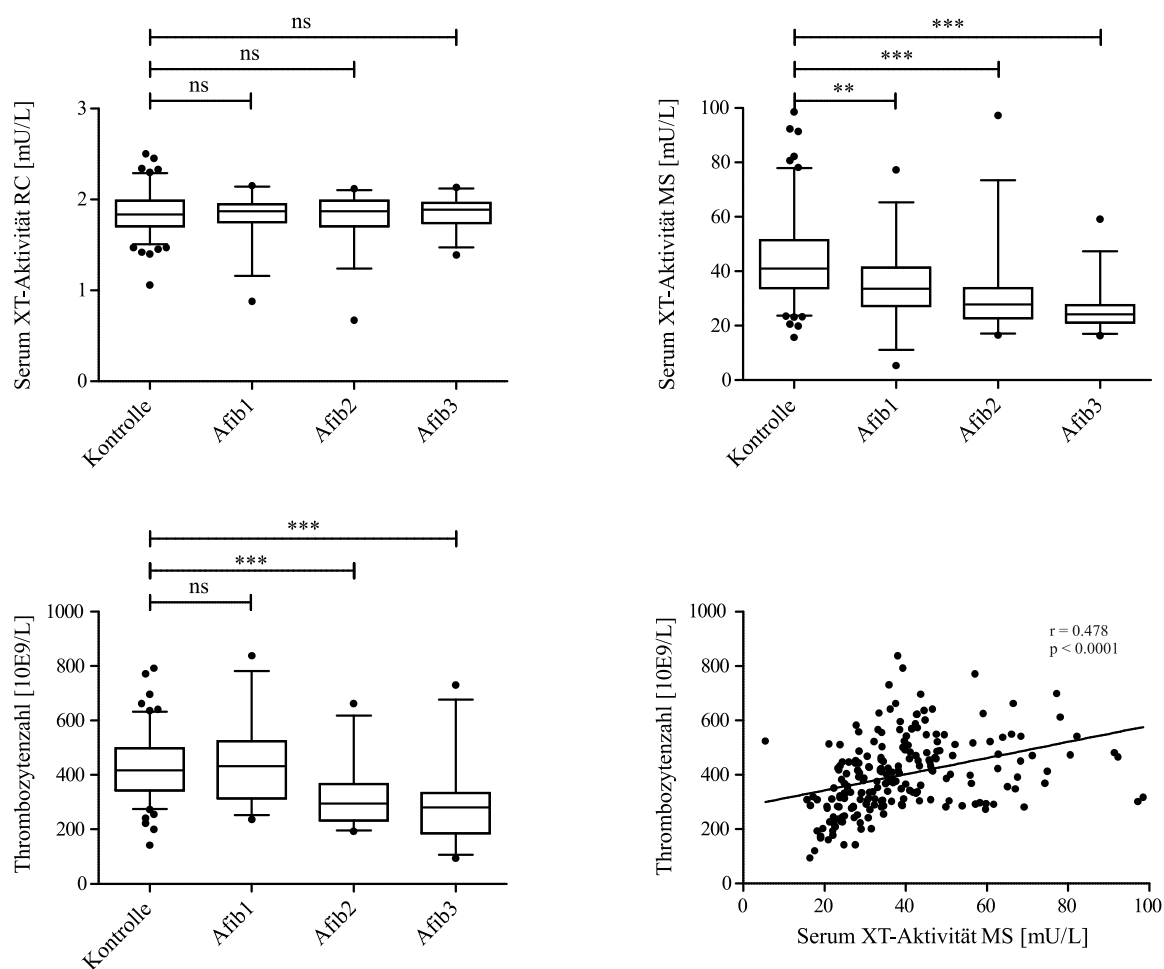 ns
ns
ns
Serum XT-Aktivität RC [mU/L]
3
2
1
0
Kontrolle
Afib1
Afib2
Afib3
***
***
**
Serum XT-Aktivität MS [mU/L]
100
80
60
40
20
0
Kontrolle
Afib1
Afib2
Afib3
***
***
ns
Thrombozytenzahl [10E9/L]
1000
800
600
400
200
0
Kontrolle
Afib1
Afib2
Afib3
Thrombozytenzahl [10E9/L]
1000
800
600
400
200
0
r = 0.478
p < 0.0001
0 20 40 60 80 100
Serum XT-Aktivität MS [mU/L]